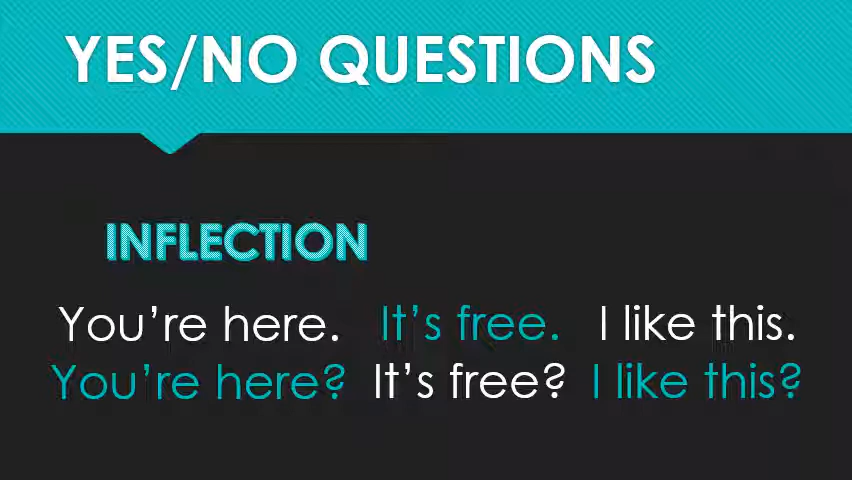 YES/NO QUESTIONS
INFLECTION
You're here. It's free. I like this.
You're here? It's free? I like this?